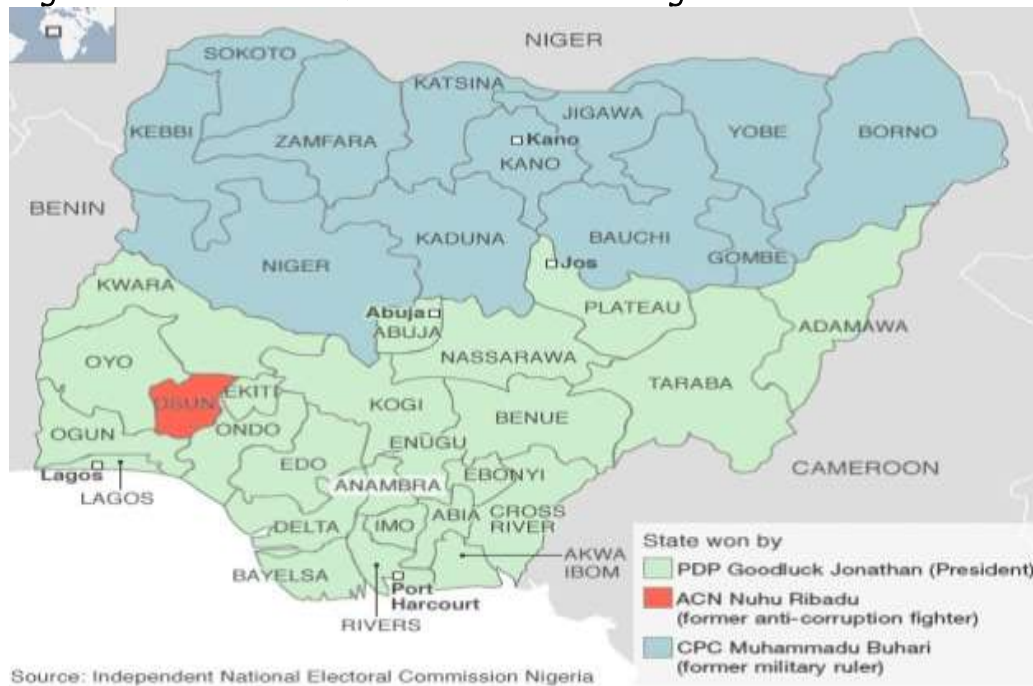 NIGER
SOKOTO
KATSINA
JIGAWA
KEBBI
ZAMFARA
YOBE
BORNO
Kano
KANO
BENIN
KADUNA
BAUCHI
GOMBE
NIGER
Jos
KWARA
PLATEAU
Abuja
ABUJA
ADAMAWA
OYO
NASSARAWA
TARABA
OSUN
EKITI
KOGI
BENUE
OGUN
ONDO
ENUGU
EDO
EBONYI
CAMEROON
Lagos
LAGOS
ANAMBRA
DELTA
IMO
ABIA
CROSS
RIVER
AKWA
IBOM
BAYELSA
Port
Harcourt
RIVERS
State won by
PDP Goodluck Jonathan (President)
ACN Nuhu Ribadu
(former anti-corruption fighter)
CPC Muhammadu Buhari
(former military ruler)
Source: Independent National Electoral Commission Nigeria